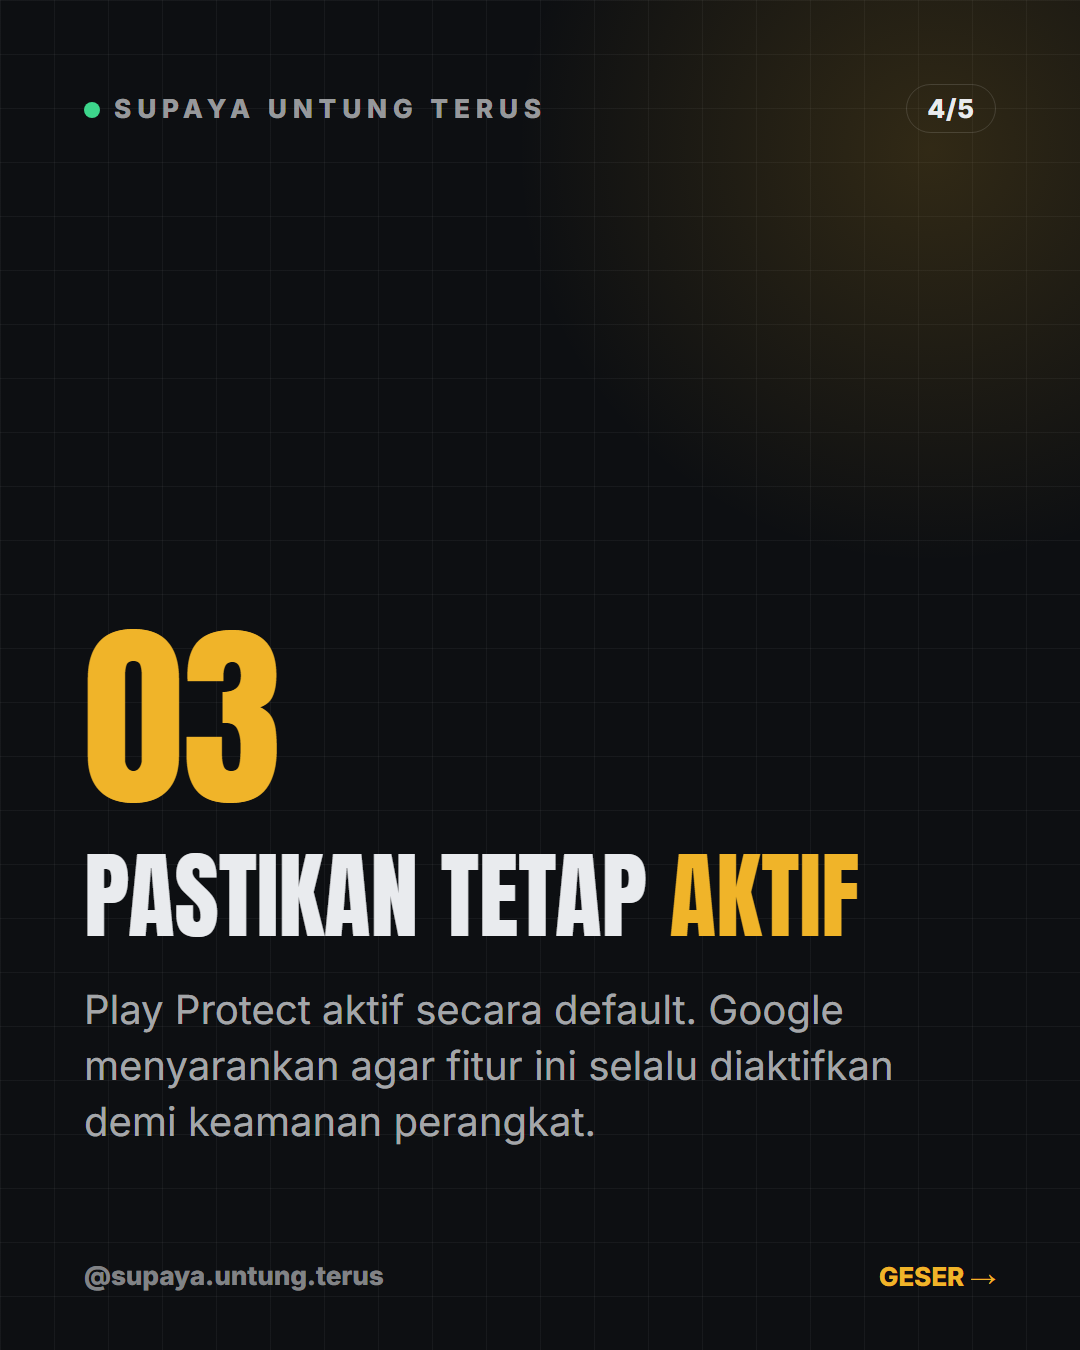 SUPAYA UNTUNG TERUS
4/5
03
PASTIKAN TETAP AKTIF
Play Protect aktif secara default. Google
menyarankan agar fitur ini selalu diaktifkan
demi keamanan perangkat.
@supaya.untung.terus
GESER →